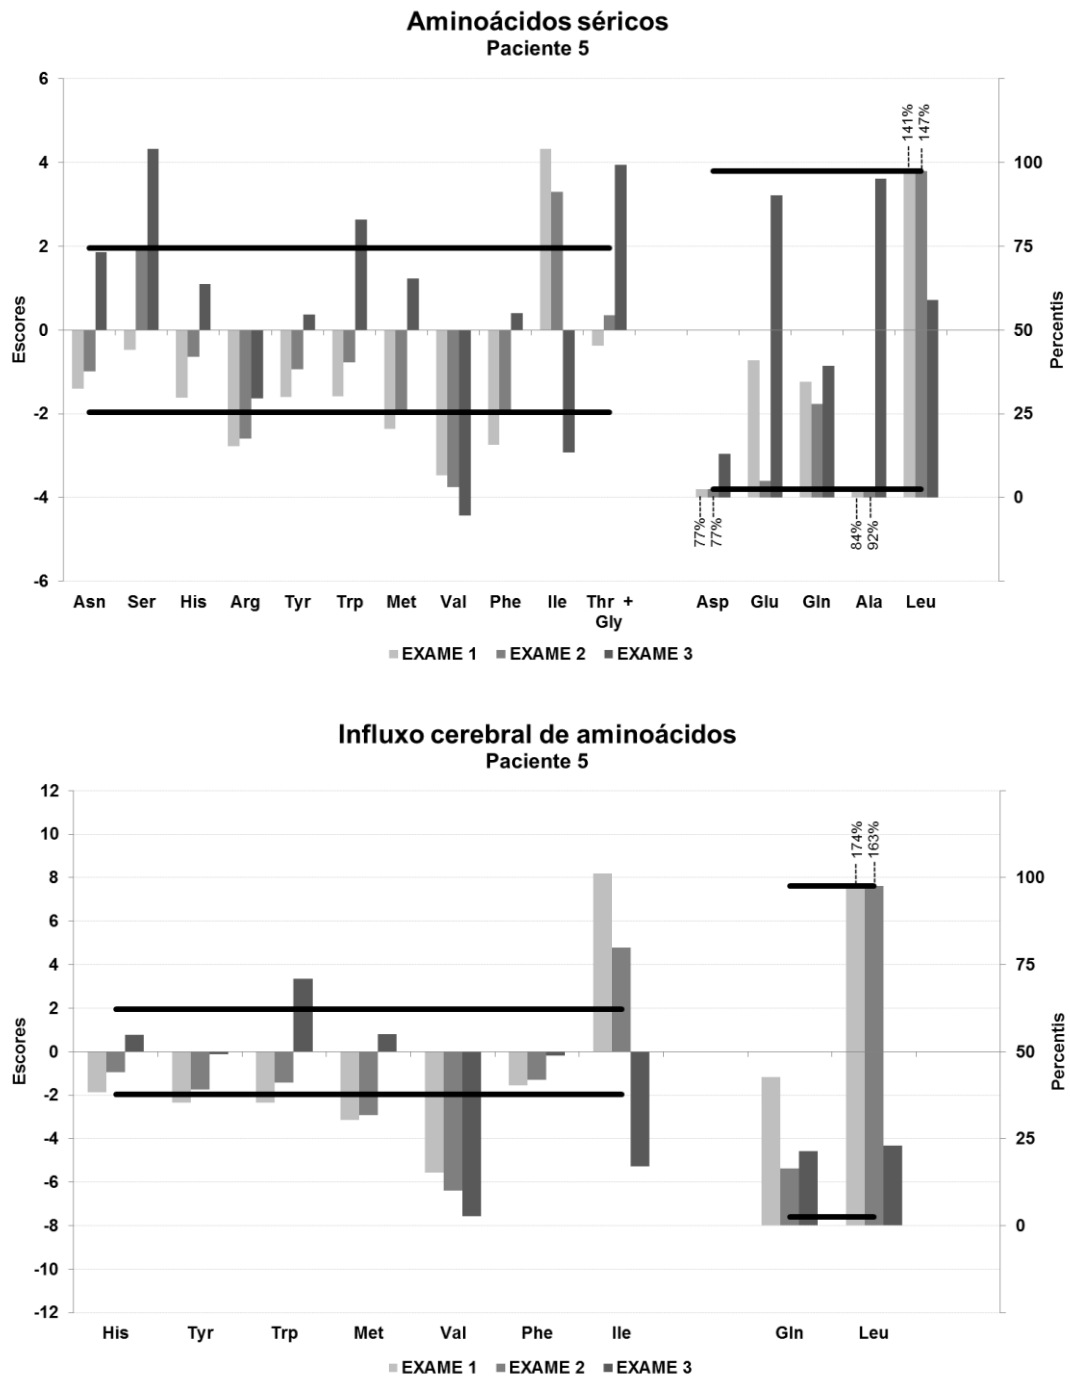 Aminoácidos séricos
Paciente 5
6
4
2
0
-2
-4
-6
Escores
100
75
50
25
0
Percentis
77%
77%
84%
92%
141%
147%
Asn Ser His Arg Tyr Trp Met Val Phe Ile Thr + Asp Glu Gln Ala Leu
Gly
EXAME 1 EXAME 2 EXAME 3
Influxo cerebral de aminoácidos
Paciente 5
12
10
8
6
4
2
0
-2
-4
-6
-8
-10
-12
Escores
100
75
50
25
0
Percentis
174%
163%
His Tyr Trp Met Val Phe Ile Gln Leu
EXAME 1 EXAME 2 EXAME 3